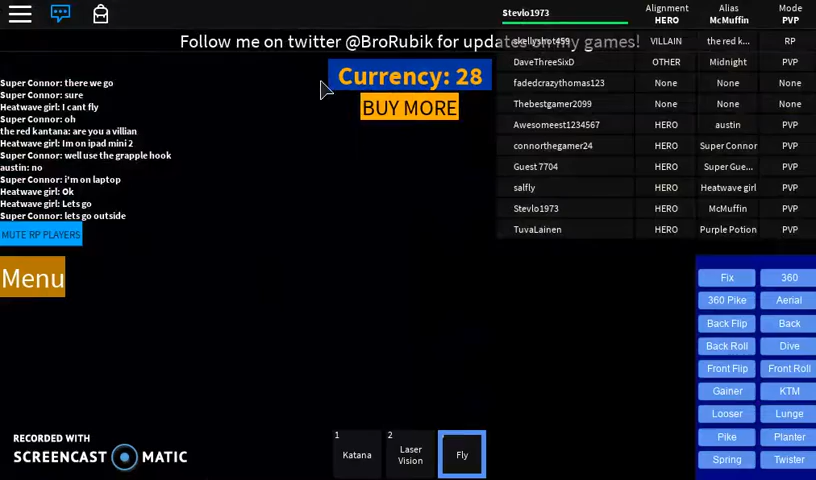 Stevlo1973 Alignment HERO Alias McMuffin Mode PVP
Follow me on twitter @BroRubik for updates on my games!
Currency: 28
BUY MORE
Super Connor: there we go
Super Connor: sure
Heatwave girl: I cant fly
Super Connor: oh
the red kantana: are you a villian
Heatwave girl: Im on ipad mini 2
Super Connor: well use the grapple hook
austin: no
Super Connor: i'm on laptop
Heatwave girl: Ok
Heatwave girl: Lets go
Super Connor: lets go outside
MUTE RP PLAYERS
Menu
skellyshot459 VILLAIN the red k... RP
DaveThreeSixD OTHER Midnight PVP
fadedcrazythomas123 None None None
Thebestgamer2099 None None None
Awesomeest1234567 HERO austin PVP
connorthegamer24 HERO Super Connor PVP
Guest 7704 HERO Super Gue... PVP
salfly HERO Heatwave girl PVP
Stevlo1973 HERO McMuffin PVP
TuvaLainen HERO Purple Potion PVP
Fix 360
360 Pike Aerial
Back Flip Back
Back Roll Dive
Front Flip Front Roll
Gainer KTM
Looser Lunge
Pike Planter
Spring Twister
1 Katana
2 Laser Vision
Fly
RECORDED WITH
SCREENCAST MATIC